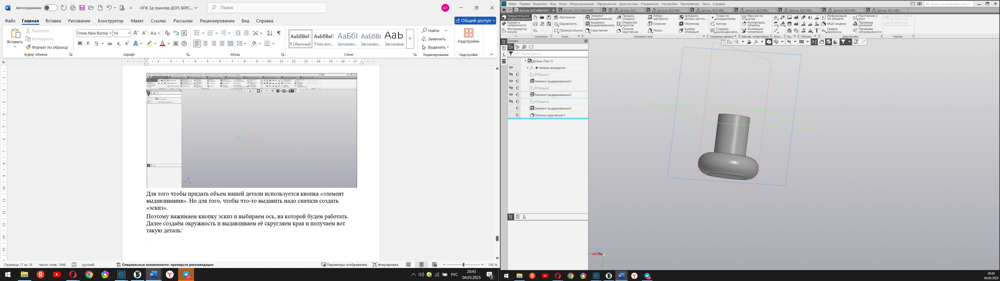 Автосохранение
НПК 3д принтер ДОП. ВЕРС...
Поиск
АЛ
Файл Главная Вставка Рисование Конструктор Макет Ссылки Рассылки Рецензирование Вид Справка
Общий доступ
Вставить
Вырезать
Копировать
Формат по образцу
Буфер обмена
Times New Roman 14
Шрифт
Абзац
АаБбВвГг АаБбВвГг АаБбІ АаБбВв АаЬ
¶ Обычный ¶ Без инт... Заголово... Заголово... Заголовок
Стили
Найти
Заменить
Выделить
Редактирование
Надстройки
Надстройки
Для того чтобы придать объем нашей детали используется кнопка «элемент
выдавливания». Но для того, чтобы что-то выдавить надо сначала создать
«эскиз».
Поэтому нажимаем кнопку эскиз и выбираем ось, на которой будем работать.
Далее создаём окружность и выдавливаем её скругляем края и получаем вот
такую деталь:
Страница 17 из 18 Число слов: 1968 русский Специальные возможности: проверьте рекомендации Параметры отображения Фокусировка 100 %
РУС 20:43
04.03.2025
Файл Правка Выделить Вид Эскиз Моделирование Оформление Диагностика Управление Настройка Приложения Окно Справка
Поиск по командам (Alt+/)
Деталь БЕЗ ИМЕНИ7 Деталь БЕЗ ИМЕНИ6 Деталь БЕЗ... Деталь БЕЗ ИМ... Деталь БЕЗ ИМ... Деталь БЕЗ ИМ... Деталь БЕЗ ИМ... Деталь БЕЗ ИМ... Деталь БЕЗ ИМ...
Твердотельное моделирование
Каркас и поверхности
Инструменты эскиза
Системная
Автолиния
Окружность
Прямоугольник
Эскиз
Элемент выдавливания
Вырезать выдавливанием
Скругление
Придать толщину
Отверстие простое
Полное скругление
Ребро жесткости
Сечение
Уклон
Добавить деталь-загото...
Оболочка
Булева операция
Элементы тела
Точка по координатам
Контур
Спираль цилиндрическ...
Элементы каркаса
Массив по сетке
Копировать объекты
Коллекция геометрии
Массив, копирование
Вспо...
Ра...
Обозна...
Информация об объекте
МЦХ модели
График кривизны
Расстояние и угол
Проверка коллизий
Проверка непрерывности
Диагностика
Создать чертеж по шаблону
Управление связанными ч...
Чертеж
Дерево
Поиск (Ctrl+/)
Деталь (Тел-1)
Начало координат
(-)Эскиз:1
Элемент выдавливания:1
(-)Эскиз:2
Элемент выдавливания:2
(-)Эскиз:3
Элемент выдавливания:3
Полное скругление:1
20:43
04.03.2025